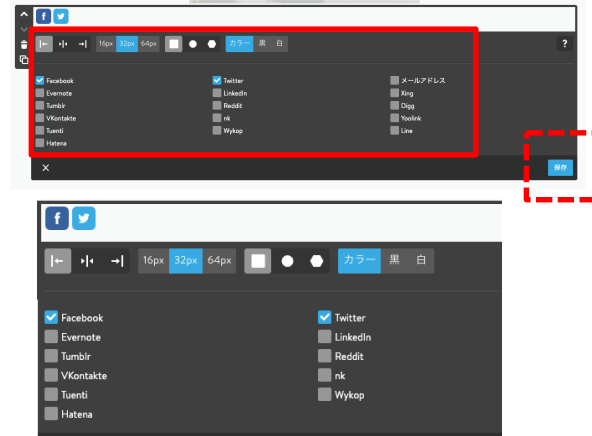 16px 32px 64px カラー 黒 白 ?
Facebook Twitter メールアドレス
Evernote LinkedIn Xing
Tumblr Reddit Digg
VKontakte nk Yoolink
Tuenti Wykop Line
Hatena
保存
16px 32px 64px カラー 黒 白
Facebook Twitter
Evernote LinkedIn
Tumblr Reddit
VKontakte nk
Tuenti Wykop
Hatena